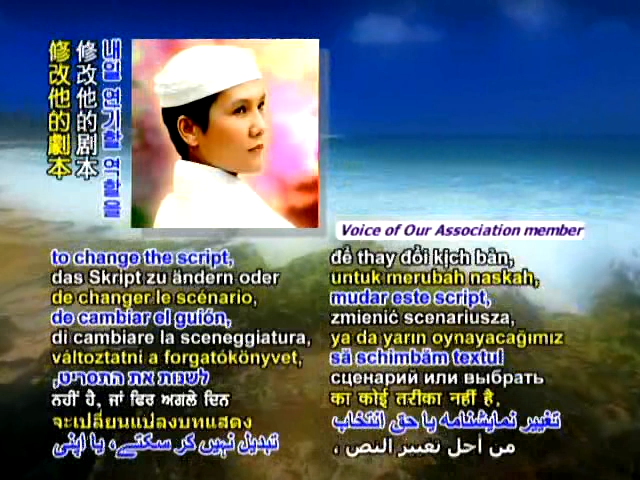 修改他的劇本
修改他的剧本
내일 연기할 역할을
Voice of Our Association member
to change the script,
das Skript zu ändern oder
de changer le scénario,
de cambiar el guión,
di cambiare la sceneggiatura,
változtatni a forgatókönyvet,
לשנות את התסריט,
ਨਹੀਂ ਹੈ, ਜਾਂ ਫਿਰ ਅਗਲੇ ਦਿਨ
จะเปลี่ยนแปลงบทแสดง
تبدیل نہیں کر سکتے، یا اپنی
để thay đổi kịch bản,
untuk merubah naskah,
mudar este script,
zmienić scenariusza,
ya da yarın oynayacağımız
să schimbăm textul
сценарий или выбрать
का कोई तरीका नहीं है,
تغییر نمایشنامه یا حق انتخاب
من أجل تغيير النص ،